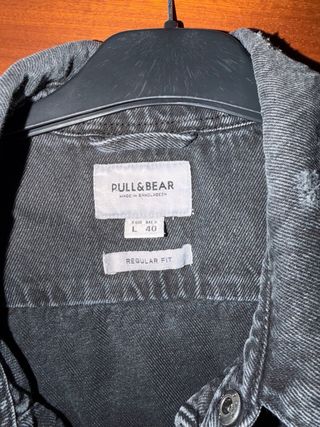 PULL&BEAR
MADE IN BANGLADESH
FOR MEN
L 40
REGULAR FIT